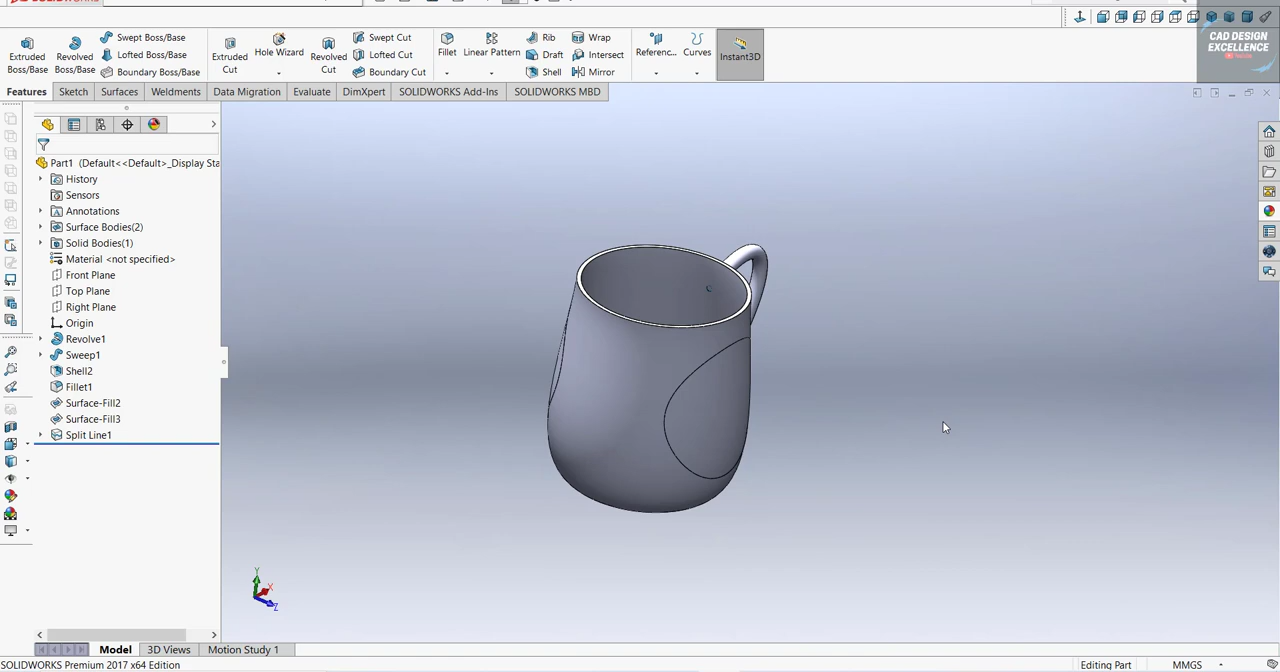 SOLIDWORKS
Extruded Boss/Base
Revolved Boss/Base
Swept Boss/Base
Lofted Boss/Base
Boundary Boss/Base
Extruded Cut
Hole Wizard
Revolved Cut
Swept Cut
Lofted Cut
Boundary Cut
Fillet
Linear Pattern
Rib
Draft
Shell
Wrap
Intersect
Mirror
Referenc...
Curves
Instant3D
CAD DESIGN
EXCELLENCE
Features Sketch Surfaces Weldments Data Migration Evaluate DimXpert SOLIDWORKS Add-Ins SOLIDWORKS MBD
Part1 (Default<<Default>_Display Sta
History
Sensors
Annotations
Surface Bodies(2)
Solid Bodies(1)
Material <not specified>
Front Plane
Top Plane
Right Plane
Origin
Revolve1
Sweep1
Shell2
Fillet1
Surface-Fill2
Surface-Fill3
Split Line1
Y
X
Z
Model 3D Views Motion Study 1
SOLIDWORKS Premium 2017 x64 Edition Editing Part MMGS